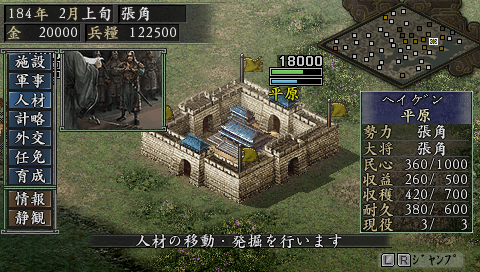 184年 2月上旬 張角
金 20000 兵糧 122500
施設
軍事
人材
計略
外交
任免
育成
情報
静観
18000
平原
ヘイゲン
平原
勢力 張角
大将 張角
民心 360/1000
収益 260/ 500
収穫 420/ 700
耐久 380/ 600
現役 3/ 3
人材の移動・発掘を行います
LRジャンプ